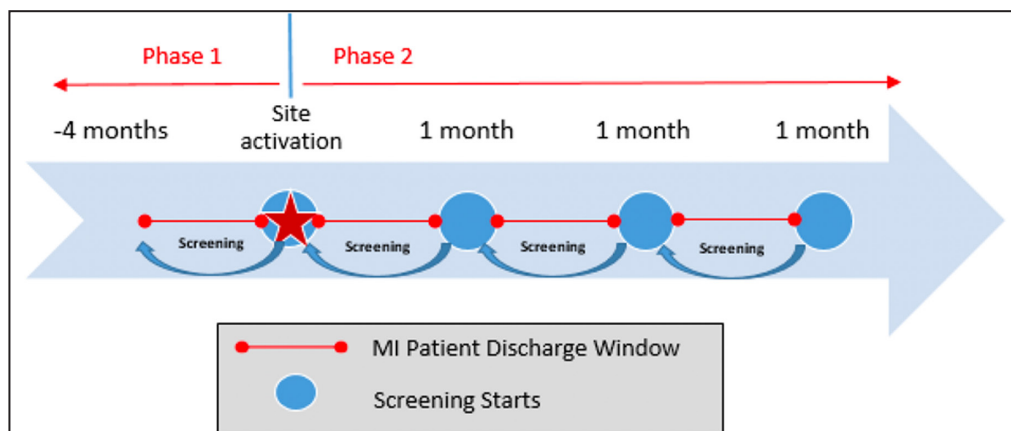 Phase 1
Phase 2
-4 months
Site
activation
1 month
1 month
1 month
Screening
Screening
Screening
Screening
MI Patient Discharge Window
Screening Starts